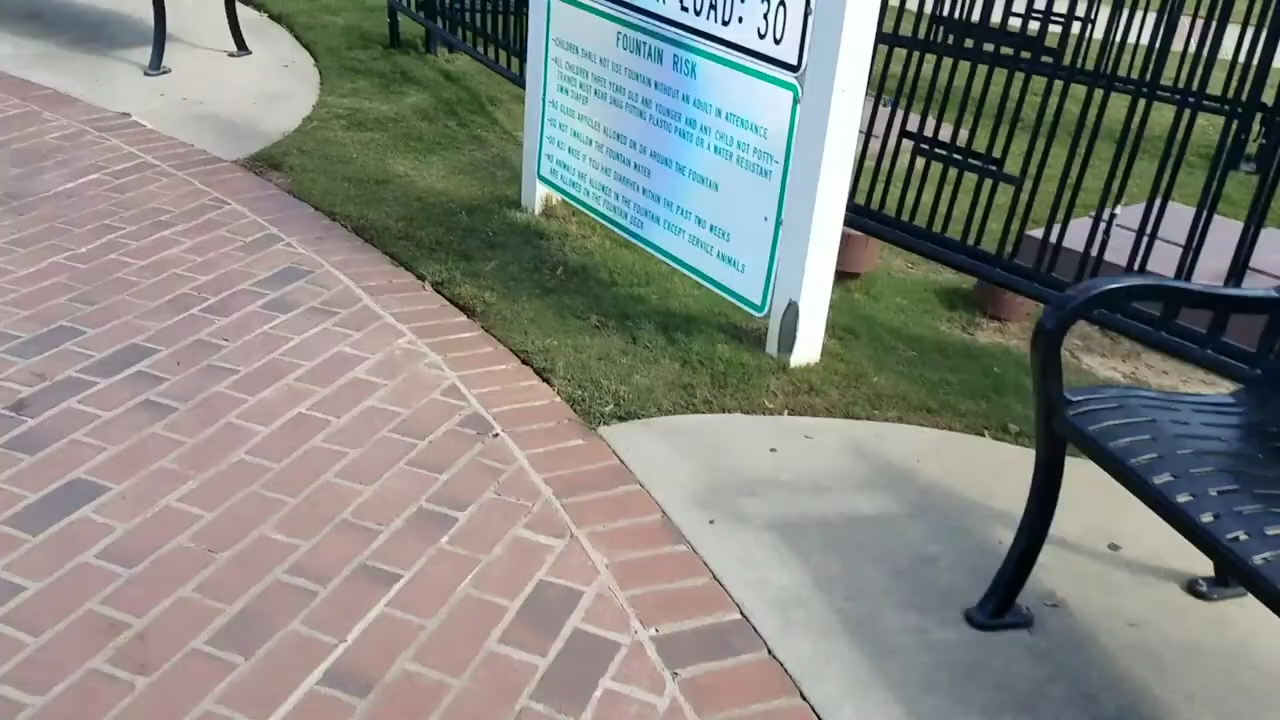 LOAD: 30
FOUNTAIN RISK
-CHILDREN SHALL NOT USE FOUNTAIN WITHOUT AN ADULT IN ATTENDANCE
-ALL CHILDREN THREE YEARS OLD AND YOUNGER AND ANY CHILD NOT POTTY-
TRAINED MUST WEAR SNUG FITTING PLASTIC PANTS OR A WATER RESISTANT
SWIM DIAPER
-NO GLASS ARTICLES ALLOWED ON OR AROUND THE FOUNTAIN
-DO NOT SWALLOW THE FOUNTAIN WATER
-DO NOT WADE IF YOU HAD DIARRHEA WITHIN THE PAST TWO WEEKS
-NO ANIMALS ARE ALLOWED IN THE FOUNTAIN EXCEPT SERVICE ANIMALS
ARE ALLOWED ON THE FOUNTAIN DECK